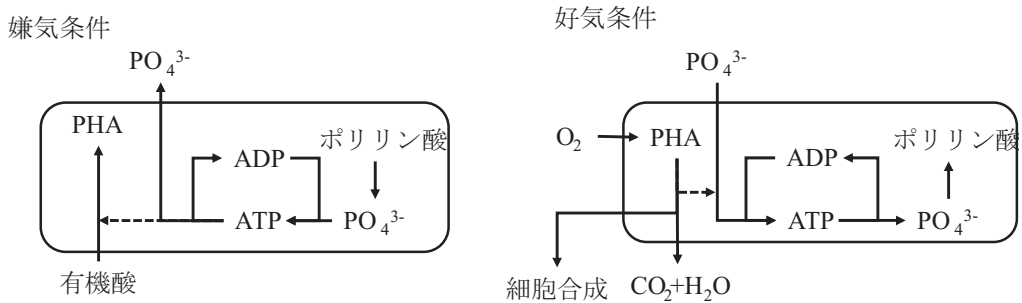 嫌気条件
PO₄³⁻
PHA
ポリリン酸
ADP
ATP
PO₄³⁻
有機酸
好気条件
PO₄³⁻
O₂
PHA
ポリリン酸
ADP
ATP
PO₄³⁻
細胞合成
CO₂+H₂O